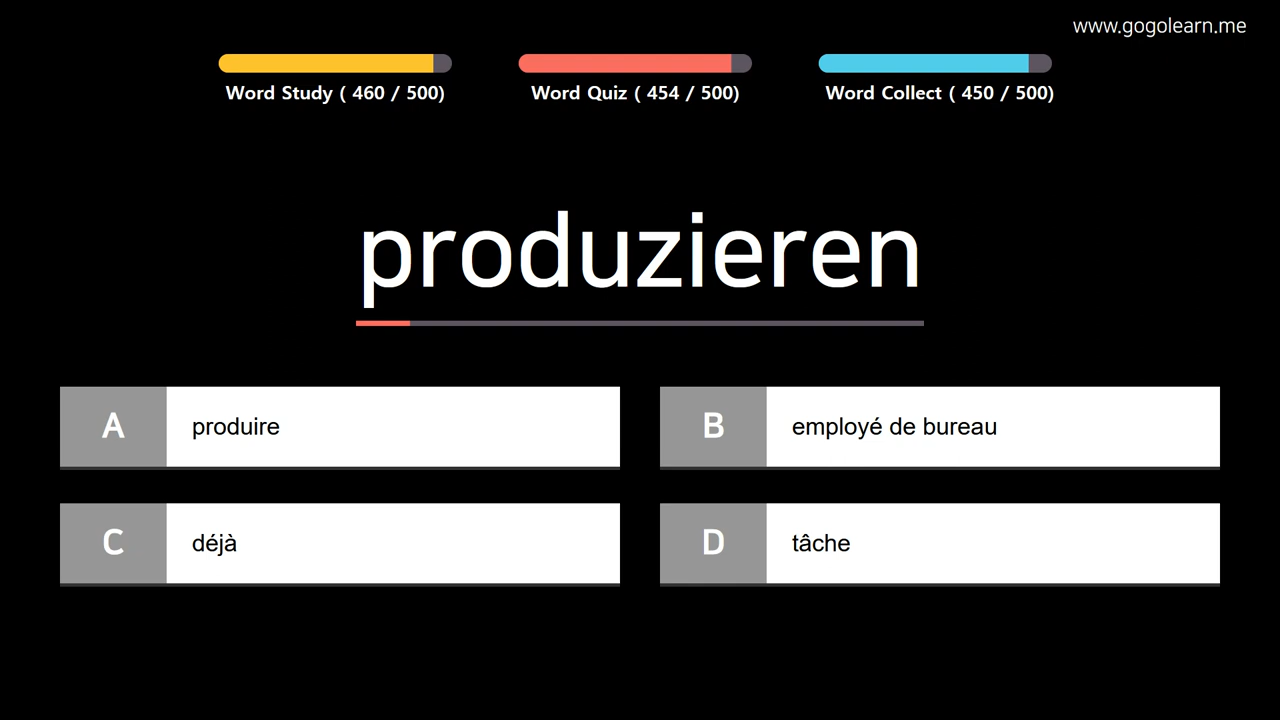 www.gogolearn.me
Word Study ( 460 / 500)
Word Quiz ( 454 / 500)
Word Collect ( 450 / 500)
produzieren
A
produire
B
employé de bureau
C
déjà
D
tâche